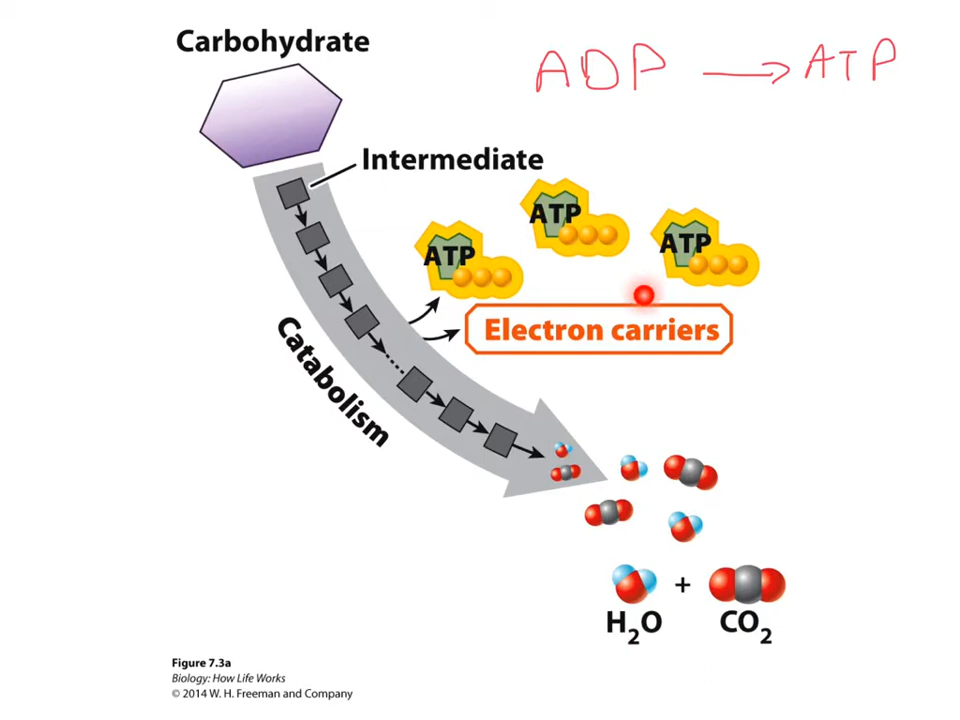 Carbohydrate
ADP → ATP
Intermediate
ATP
ATP
ATP
Electron carriers
Catabolism
+
H₂O
CO₂
Figure 7.3a
Biology: How Life Works
© 2014 W. H. Freeman and Company